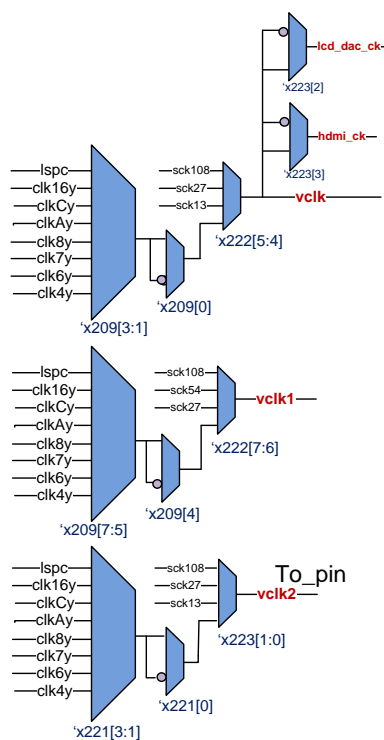 lcd_dac_ck
'x223[2]
hdmi_ck
'x223[3]
lspc
clk16y
clkCy
clkAy
clk8y
clk7y
clk6y
clk4y
sck108
sck27
sck13
vclk
'x222[5:4]
'x209[0]
'x209[3:1]
lspc
clk16y
clkCy
clkAy
clk8y
clk7y
clk6y
clk4y
sck108
sck54
sck27
vclk1
'x222[7:6]
'x209[4]
'x209[7:5]
lspc
clk16y
clkCy
clkAy
clk8y
clk7y
clk6y
clk4y
sck108
sck27
sck13
To_pin
vclk2
'x223[1:0]
'x221[0]
'x221[3:1]